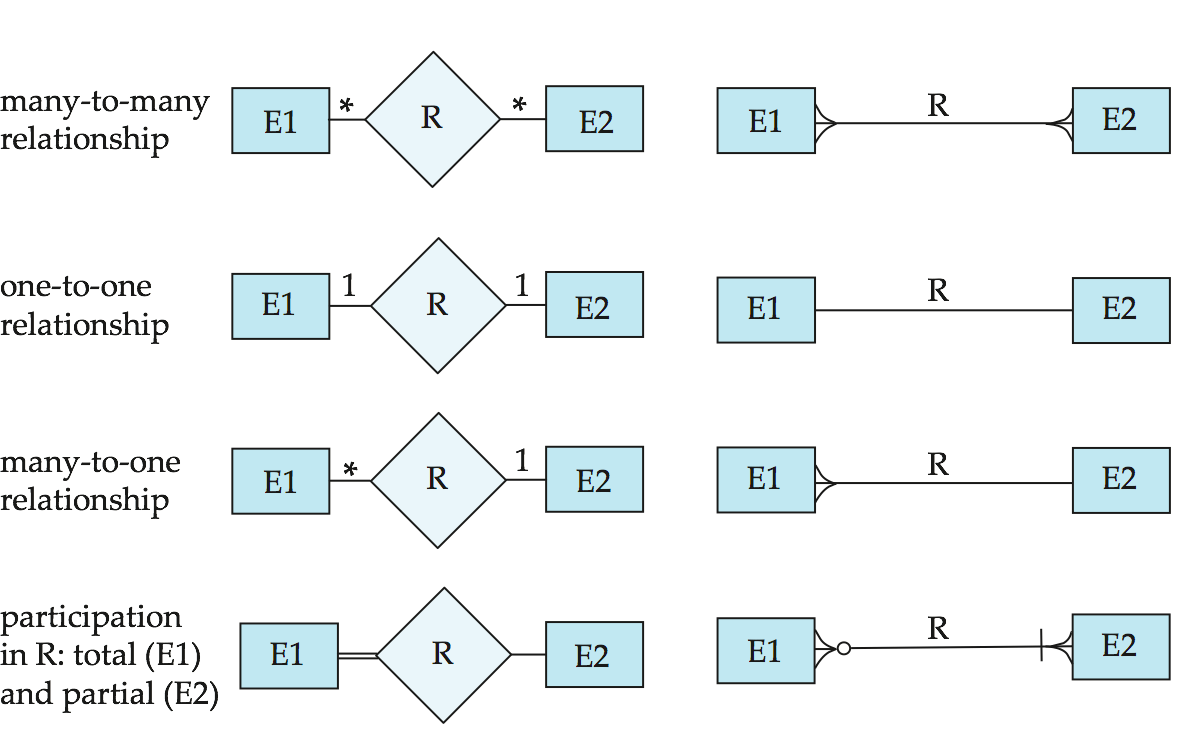 many-to-many
relationship
E1 * R * E2
E1 R E2
one-to-one
relationship
E1 1 R 1 E2
E1 R E2
many-to-one
relationship
E1 * R 1 E2
E1 R E2
participation
in R: total (E1)
and partial (E2)
E1 R E2
E1 R E2